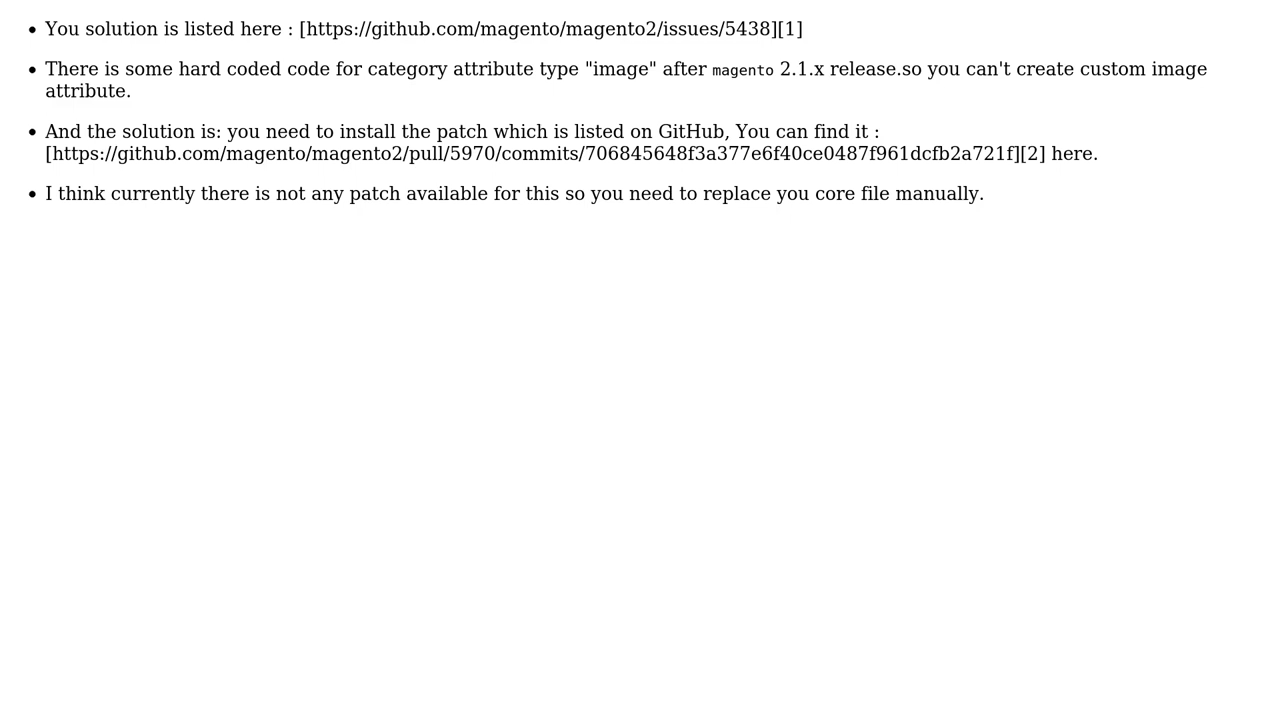 You solution is listed here : [https://github.com/magento/magento2/issues/5438][1]
There is some hard coded code for category attribute type "image" after magento 2.1.x release.so you can't create custom image
attribute.
And the solution is: you need to install the patch which is listed on GitHub, You can find it :
[https://github.com/magento/magento2/pull/5970/commits/706845648f3a377e6f40ce0487f961dcfb2a721f][2] here.
I think currently there is not any patch available for this so you need to replace you core file manually.